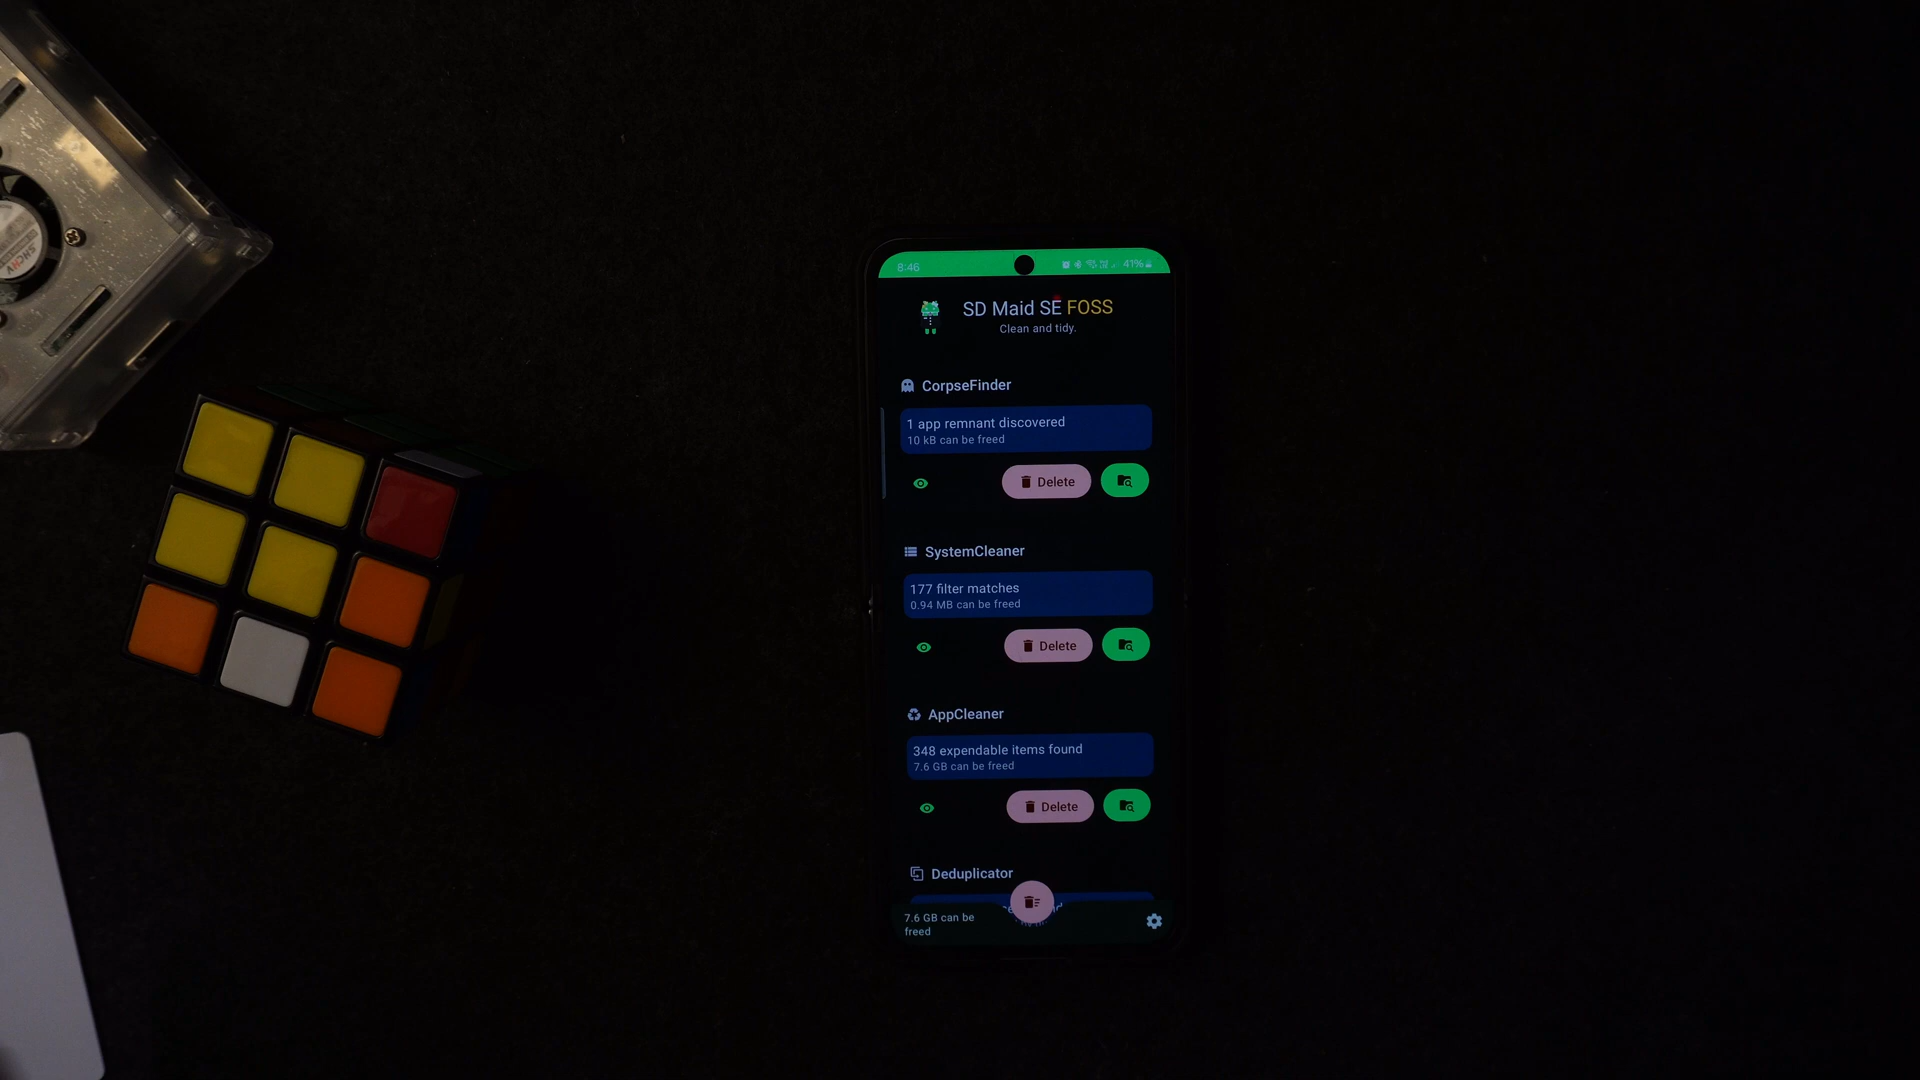 8:46
41%
SD Maid SE FOSS
Clean and tidy.
CorpseFinder
1 app remnant discovered
10 kB can be freed
Delete
SystemCleaner
177 filter matches
0.94 MB can be freed
Delete
AppCleaner
348 expendable items found
7.6 GB can be freed
Delete
Deduplicator
7.6 GB can be
freed